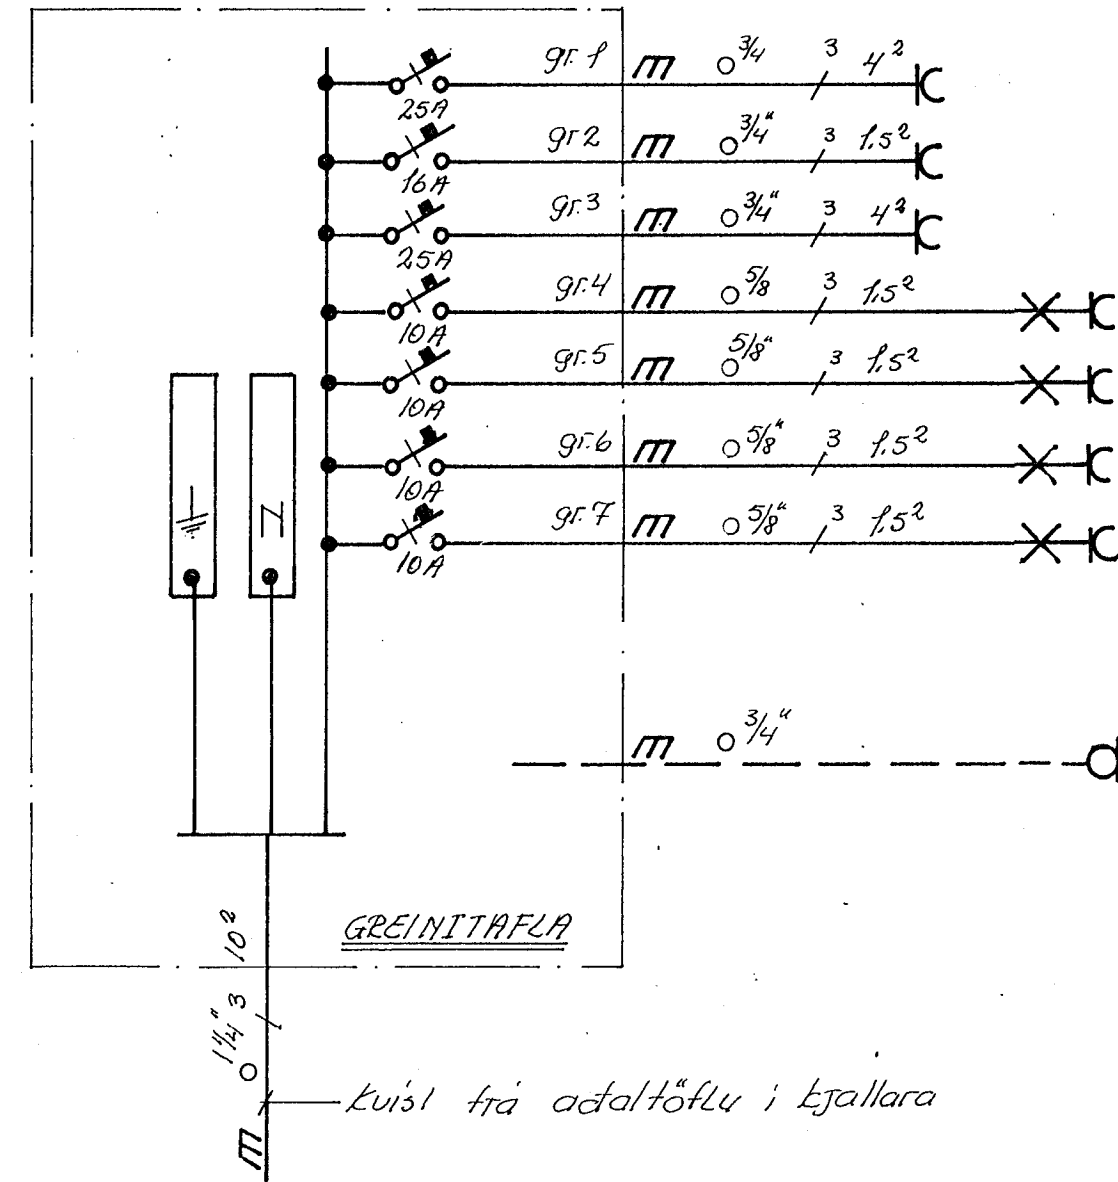 gr. 1 m ○ 3/4 3 4²
25A
gr 2 m ○ 3/4" 3 1,5²
16A
gr. 3 m ○ 3/4" 3 4²
25A
gr. 4 m ○ 5/8 3 1,5²
10A
gr. 5 m ○ 5/8" 3 1,5²
10A
gr. 6 m ○ 5/8" 3 1,5²
10A
gr. 7 m ○ 5/8" 3 1,5²
10A
N
m ○ 3/4"
GREINITAFLA
m ○ 1 1/4" 3 10²
kvísl frá aðaltöflu í kjallara